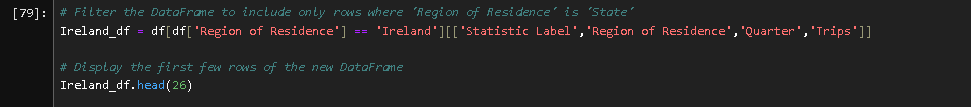 [79]: # Filter the DataFrame to include only rows where 'Region of Residence' is 'State'
Ireland_df = df[df['Region of Residence'] == 'Ireland'][['Statistic Label','Region of Residence','Quarter','Trips']]
# Display the first few rows of the new DataFrame
Ireland_df.head(26)